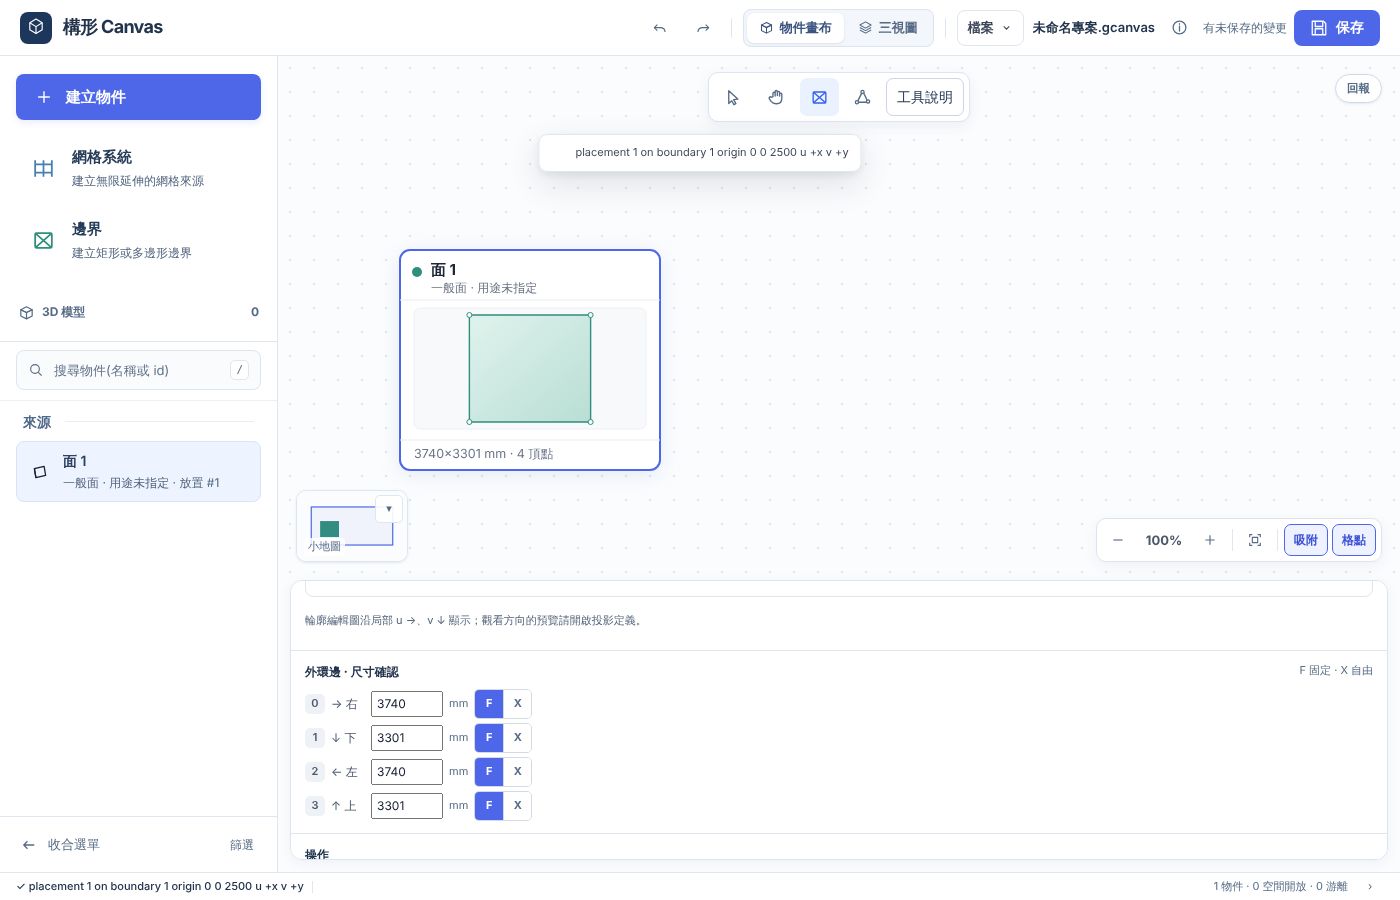 構形 Canvas
物件畫布
三視圖
檔案
未命名專案.gcanvas
有未保存的變更
保存
建立物件
網格系統
建立無限延伸的網格來源
邊界
建立矩形或多邊形邊界
3D 模型
0
搜尋物件(名稱或 id)
/
來源
面 1
一般面 · 用途未指定 · 放置 #1
收合選單
篩選
工具說明
回報
placement 1 on boundary 1 origin 0 0 2500 u +x v +y
面 1
一般面 · 用途未指定
3740×3301 mm · 4 頂點
小地圖
▾
− 100% +
吸附
格點
輪廓編輯圖沿局部 u →、v ↓ 顯示；觀看方向的預覽請開啟投影定義。
外環邊 · 尺寸確認
F 固定 · X 自由
0 → 右 3740 mm F X
1 ↓ 下 3301 mm F X
2 ← 左 3740 mm F X
3 ↑ 上 3301 mm F X
操作
✓ placement 1 on boundary 1 origin 0 0 2500 u +x v +y
1 物件 · 0 空間開放 · 0 游離 ›